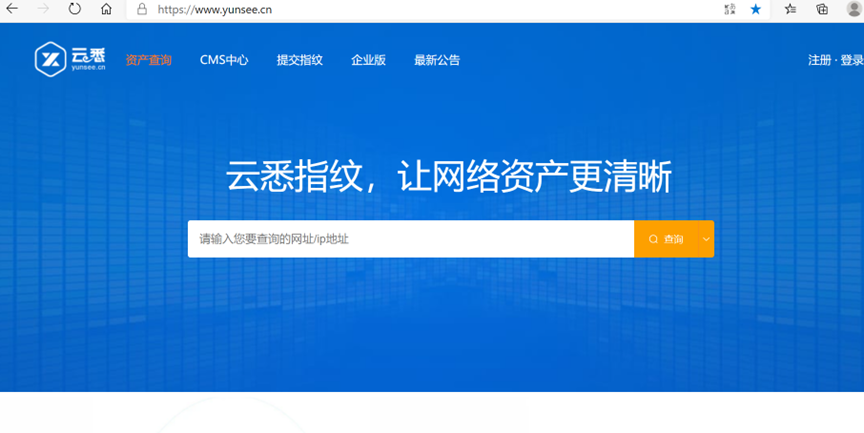 https://www.yunsee.cn
云悉
yunsee.cn
资产查询 CMS中心 提交指纹 企业版 最新公告 注册 · 登录
云悉指纹，让网络资产更清晰
请输入您要查询的网址/ip地址 查询